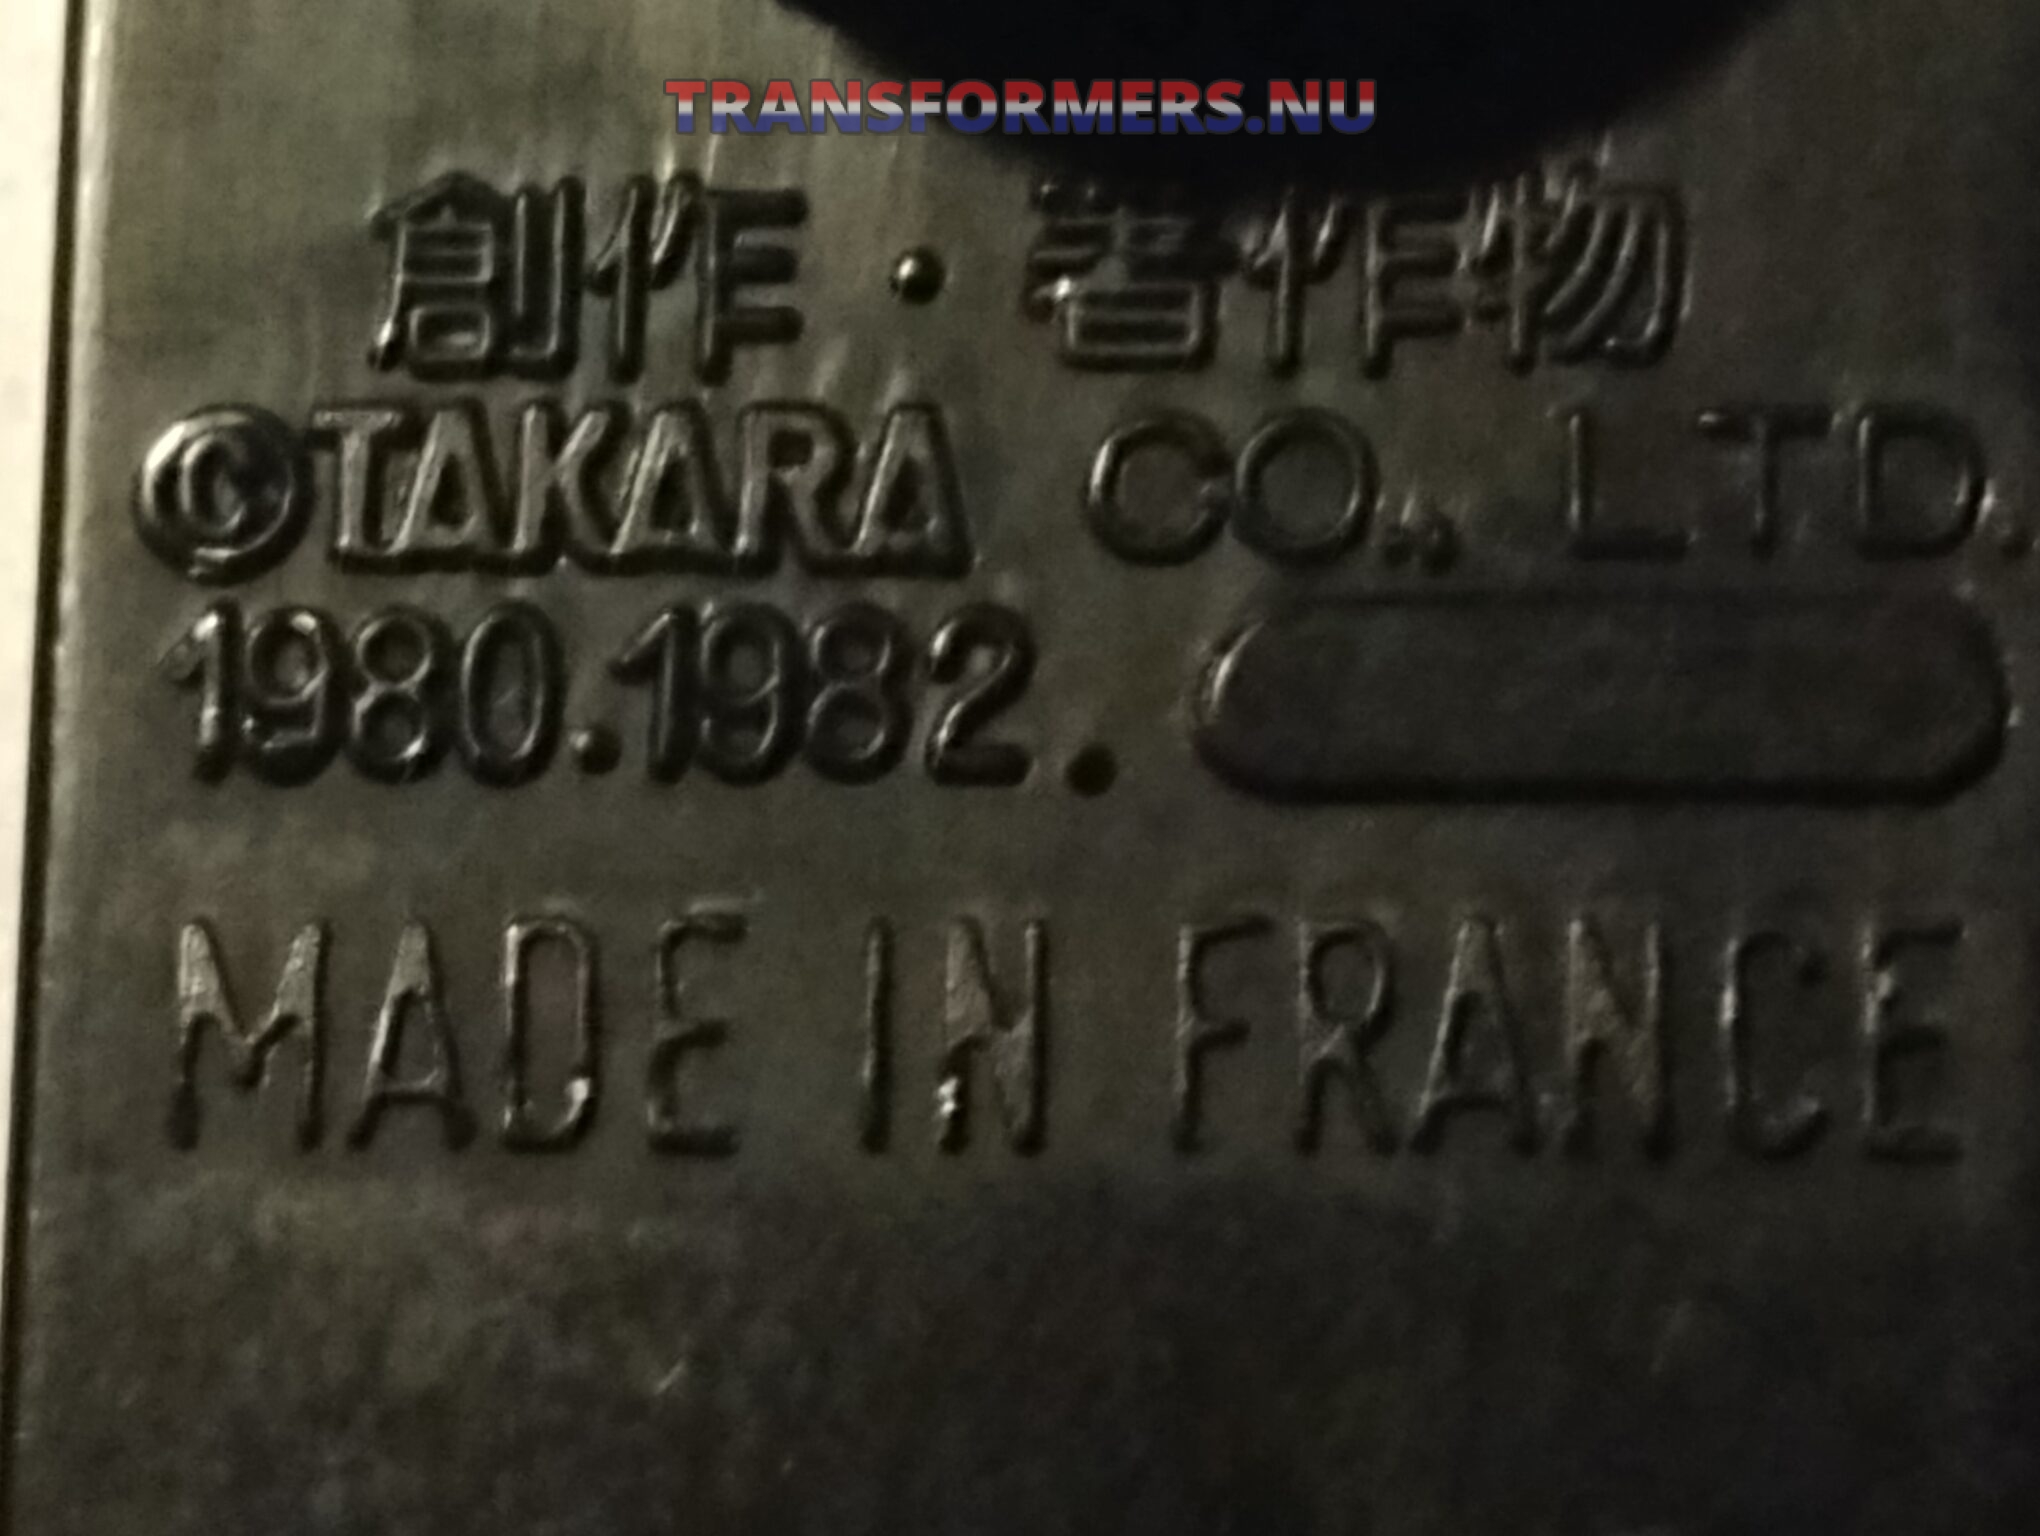 TRANSFORMERS.NU
創作・著作物
©TAKARA CO., LTD.
1980.1982.
MADE IN FRANCE